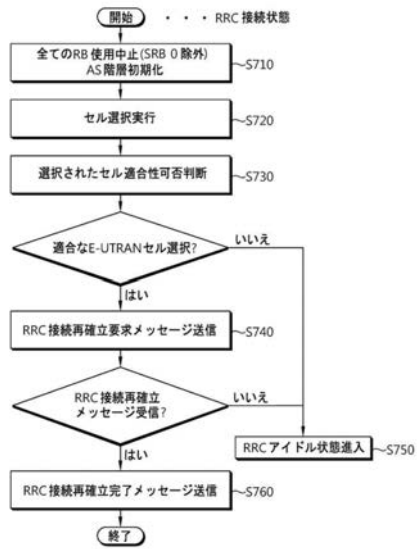 開始 ・・・RRC 接続状態
全てのRB 使用中止(SRB 0 除外)
AS階層初期化
S710
セル選択実行
S720
選択されたセル適合性可否判断
S730
適合なE-UTRANセル選択?
いいえ
はい
RRC 接続再確立要求メッセージ送信
S740
RRC 接続再確立
メッセージ受信?
いいえ
はい
RRC アイドル状態進入
S750
RRC 接続再確立完了メッセージ送信
S760
終了